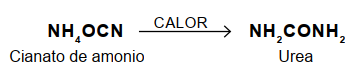 NH₄OCN CALOR NH₂CONH₂
Cianato de amonio Urea